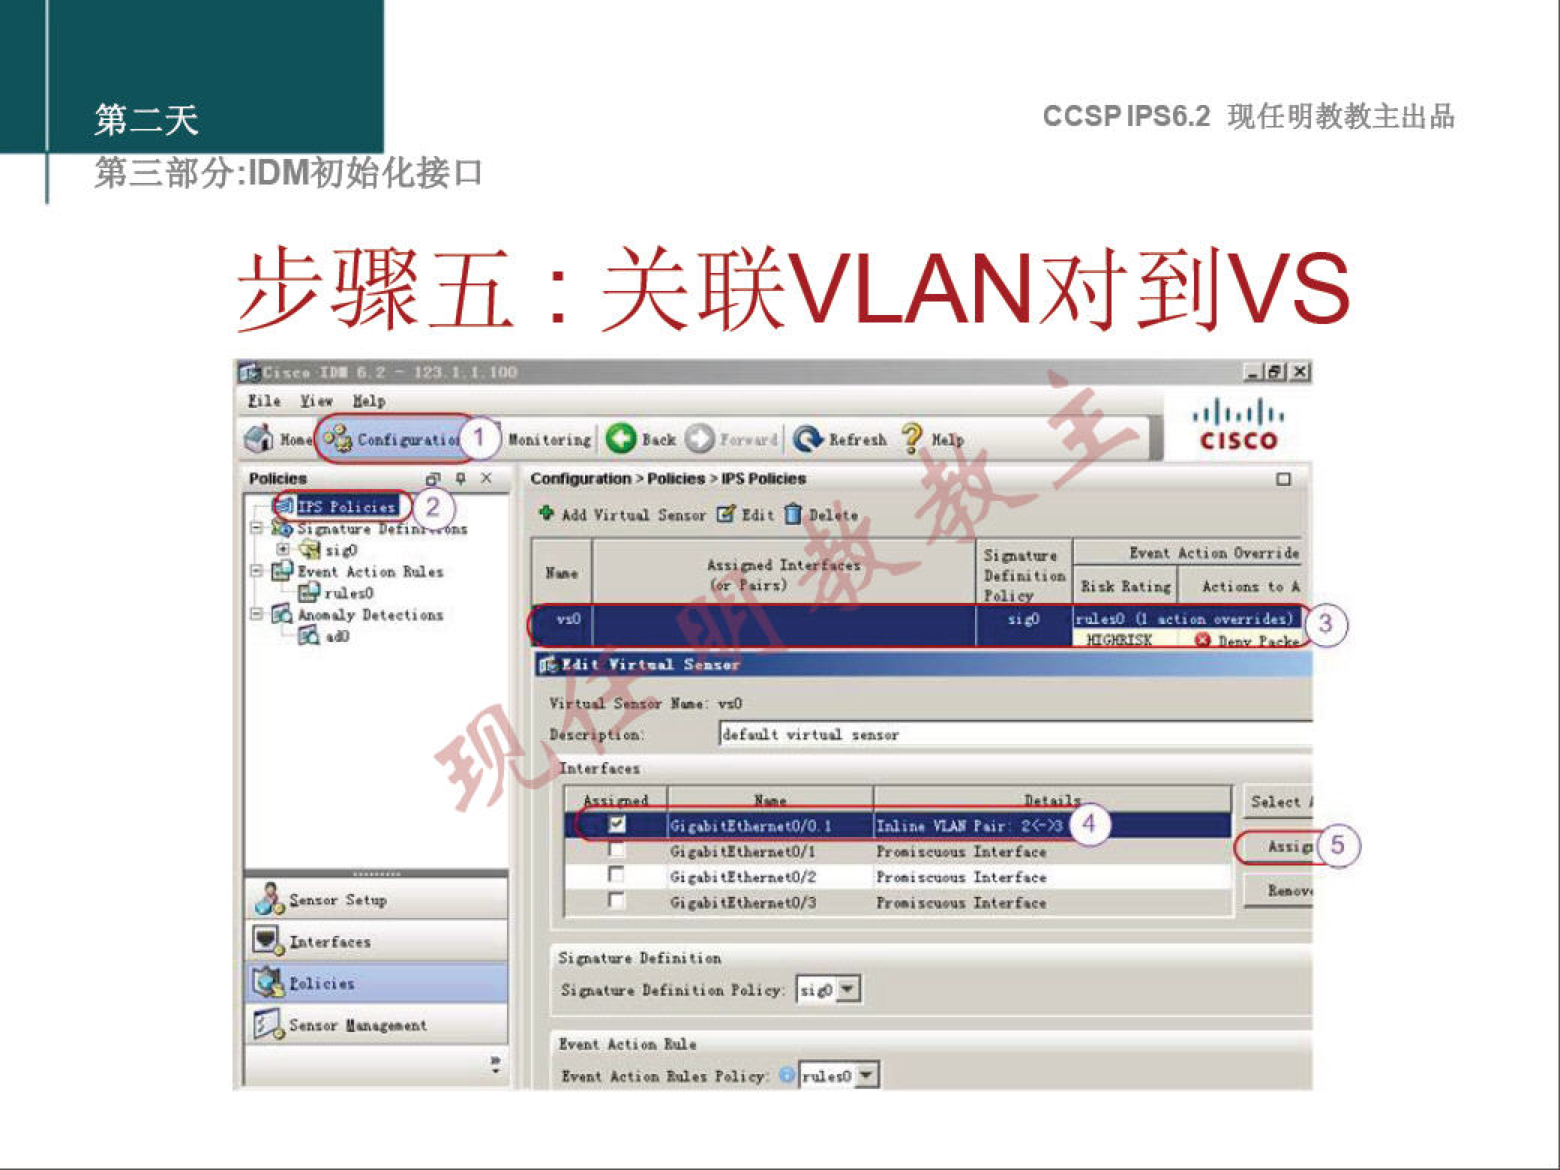 第二天
CCSP IPS6.2 现任明教教主出品
第三部分:IDM初始化接口
步骤五：关联VLAN对到VS
Cisco IDM 6.2 - 123.1.1.100
File View Help
Home Configuration 1 Monitoring Back Forward Refresh Help
CISCO
Policies
Configuration > Policies > IPS Policies
IPS Policies 2
Signature Definitions
sig0
Event Action Rules
rules0
Anomaly Detections
ad0
Add Virtual Sensor Edit Delete
Name
Assigned Interfaces
(or Pairs)
Signature
Definition
Policy
Event Action Override
Risk Rating
Actions to A
vs0 sig0 rules0 (1 action overrides) 3
HIGHRISK Deny Packe
Edit Virtual Sensor
Virtual Sensor Name: vs0
Description: default virtual sensor
Interfaces
Assigned Name Details
GigabitEthernet0/0.1 Inline VLAN Pair: 2<->3 4
GigabitEthernet0/1 Promiscuous Interface
GigabitEthernet0/2 Promiscuous Interface
GigabitEthernet0/3 Promiscuous Interface
Select A
Assign 5
Remove
Signature Definition
Signature Definition Policy: sig0
Event Action Rule
Event Action Rules Policy: rules0
Sensor Setup
Interfaces
Policies
Sensor Management
现任明教教主